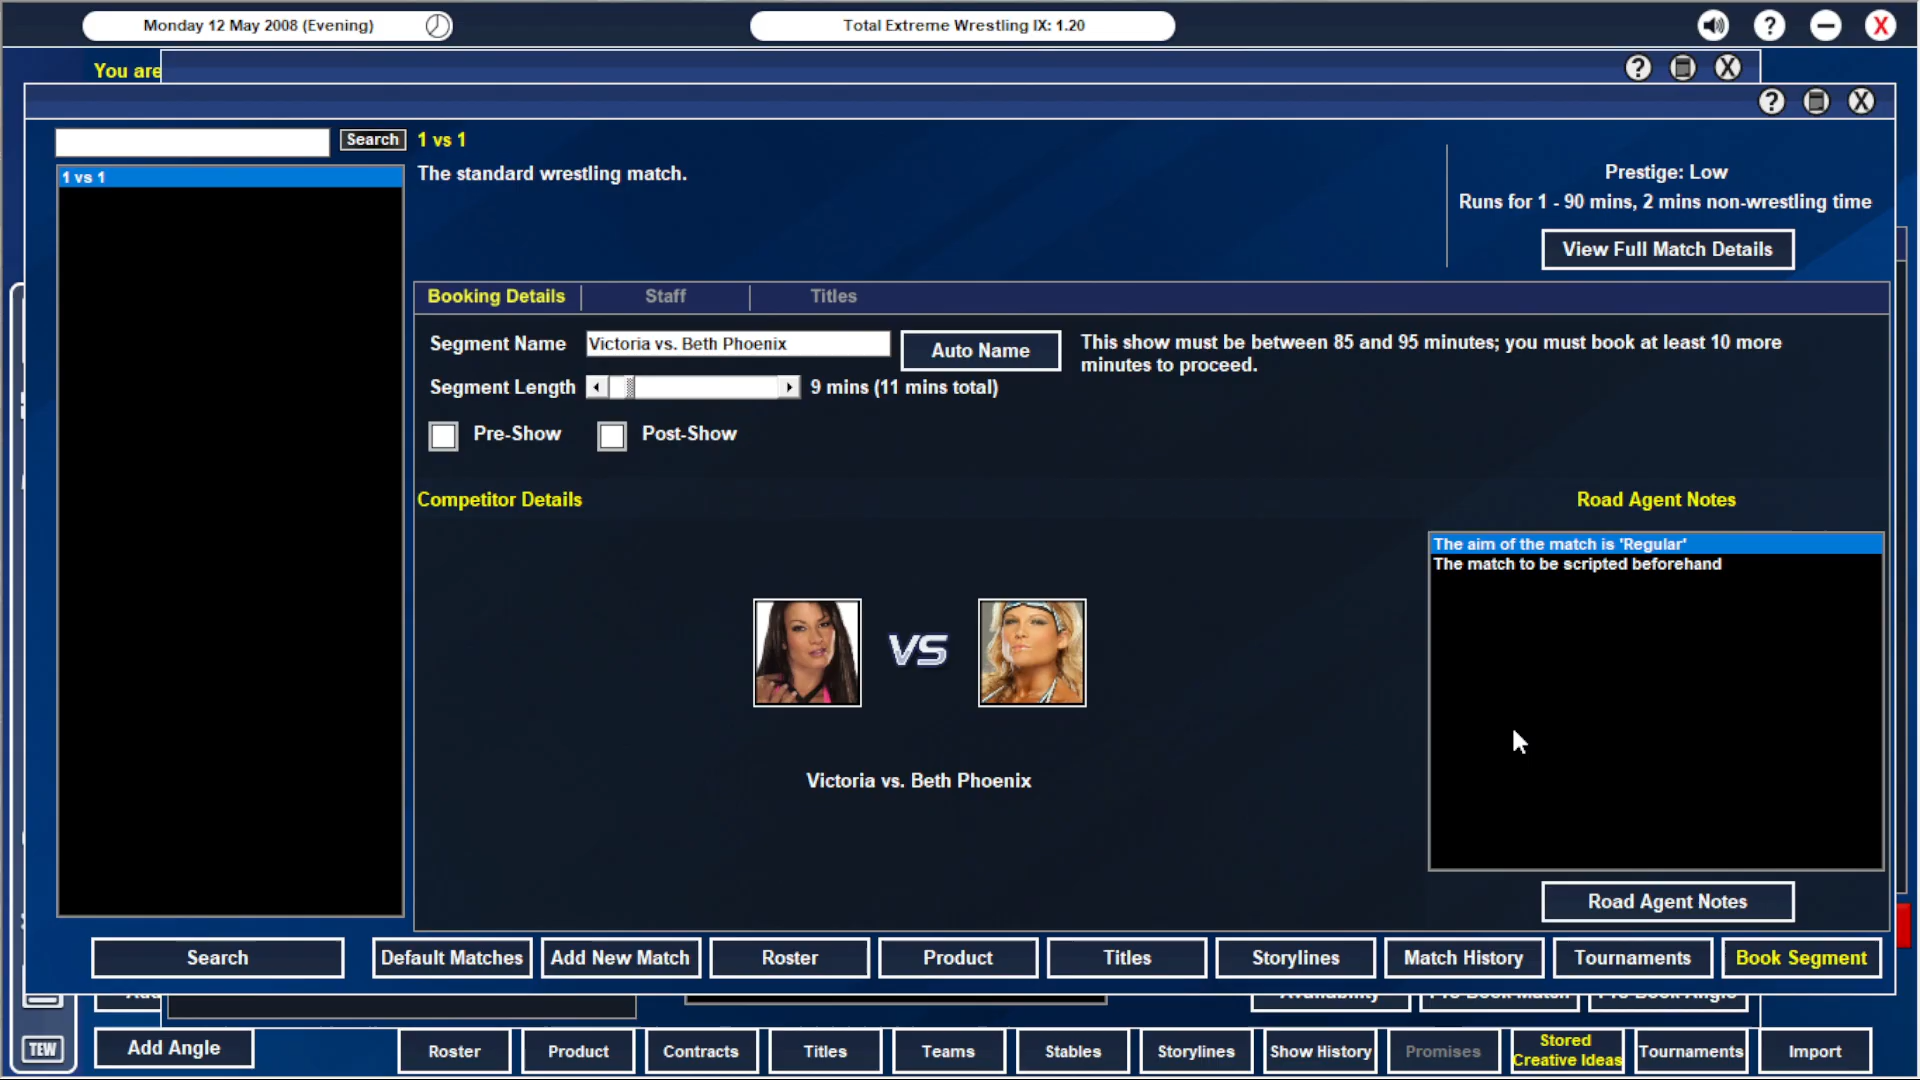 Monday 12 May 2008 (Evening)
Total Extreme Wrestling IX: 1.20
?
X
You are
? X
? X
Search
1 vs 1
1 vs 1
The standard wrestling match.
Prestige: Low
Runs for 1 - 90 mins, 2 mins non-wrestling time
View Full Match Details
Booking Details
Staff
Titles
Segment Name
Victoria vs. Beth Phoenix
Auto Name
This show must be between 85 and 95 minutes; you must book at least 10 more
minutes to proceed.
Segment Length
9 mins (11 mins total)
Pre-Show
Post-Show
Competitor Details
Road Agent Notes
The aim of the match is 'Regular'
The match to be scripted beforehand
VS
Victoria vs. Beth Phoenix
Road Agent Notes
Search
Default Matches
Add New Match
Roster
Product
Titles
Storylines
Match History
Tournaments
Book Segment
Availability
Pre Book Match
Pre Book Angle
TEW
Add Angle
Roster
Product
Contracts
Titles
Teams
Stables
Storylines
Show History
Promises
Stored
Creative Ideas
Tournaments
Import